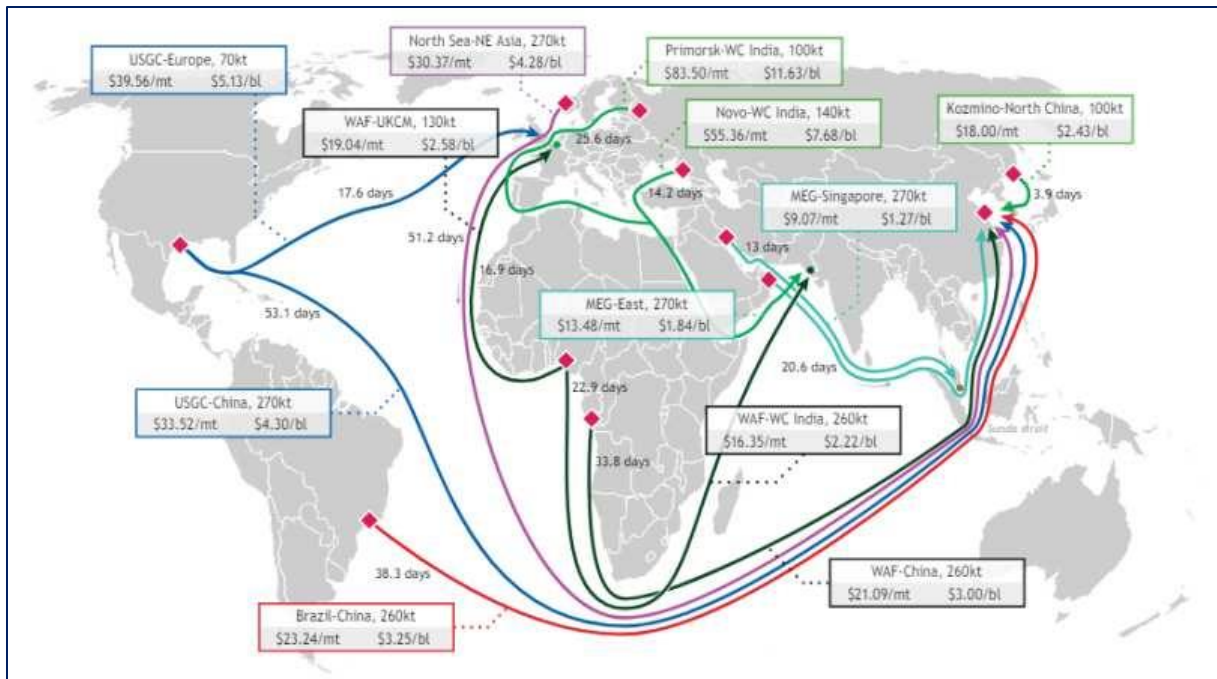 North Sea-NE Asia, 270kt
$30.37/mt $4.28/bl
USGC-Europe, 70kt
$39.56/mt $5.13/bl
Primorsk-WC India, 100kt
$83.50/mt $11.63/bl
WAF-UKCM, 130kt
$19.04/mt $2.58/bl
Novo-WC India, 140kt
$55.36/mt $7.68/bl
Kozmino-North China, 100kt
$18.00/mt $2.43/bl
25.6 days
17.6 days
14.2 days
MEG-Singapore, 270kt
$9.07/mt $1.27/bl
3.9 days
51.2 days
13 days
16.9 days
MEG-East, 270kt
$13.48/mt $1.84/bl
53.1 days
20.6 days
22.9 days
USGC-China, 270kt
$33.52/mt $4.30/bl
WAF-WC India, 260kt
$16.35/mt $2.22/bl
Sunda strait
33.8 days
38.3 days
WAF-China, 260kt
$21.09/mt $3.00/bl
Brazil-China, 260kt
$23.24/mt $3.25/bl